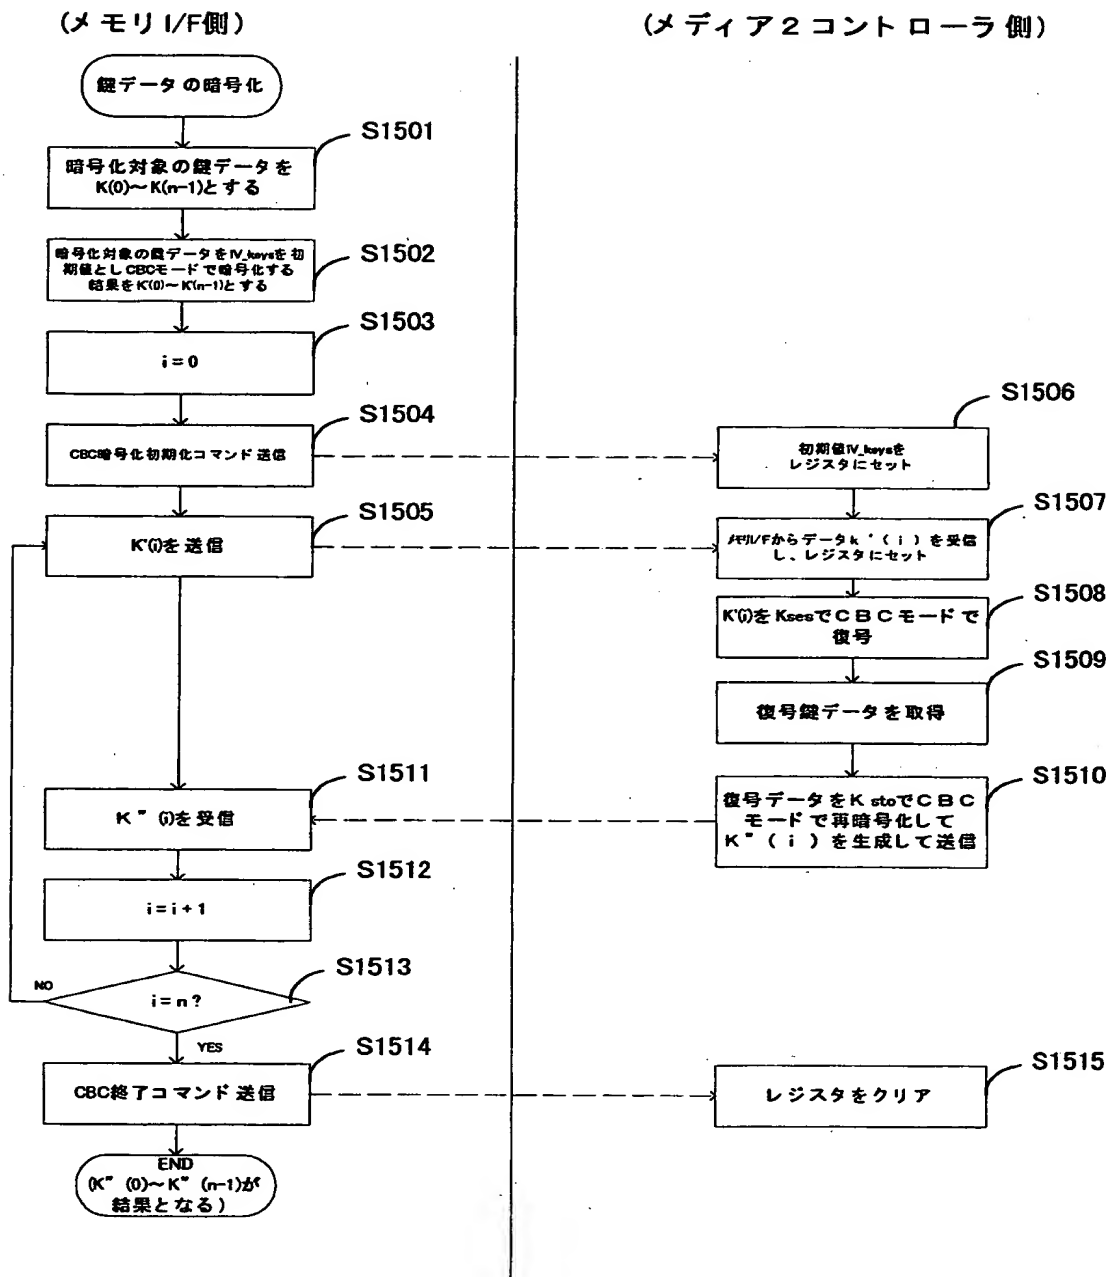 (メモリI/F側)
(メディア2コントローラ側)
鍵データの暗号化
S1501
暗号化対象の鍵データを
K(0)～K(n-1)とする
S1502
暗号化対象の鍵データをIV_keysを初
期値としCBCモードで暗号化する
結果をK'(0)～K'(n-1)とする
S1503
i=0
S1504
CBC暗号化初期化コマンド送信
S1505
K'(i)を送信
S1506
初期値IV_keysを
レジスタにセット
S1507
メモリI/Fからデータk'(i)を受信
し、レジスタにセット
S1508
K'(i)をKsesでCBCモードで
復号
S1509
復号鍵データを取得
S1510
復号データをKstoでCBC
モードで再暗号化して
K"(i)を生成して送信
S1511
K"(i)を受信
S1512
i=i+1
S1513
i=n?
NO
YES
S1514
CBC終了コマンド送信
S1515
レジスタをクリア
END
(K"(0)～K"(n-1)が
結果となる)